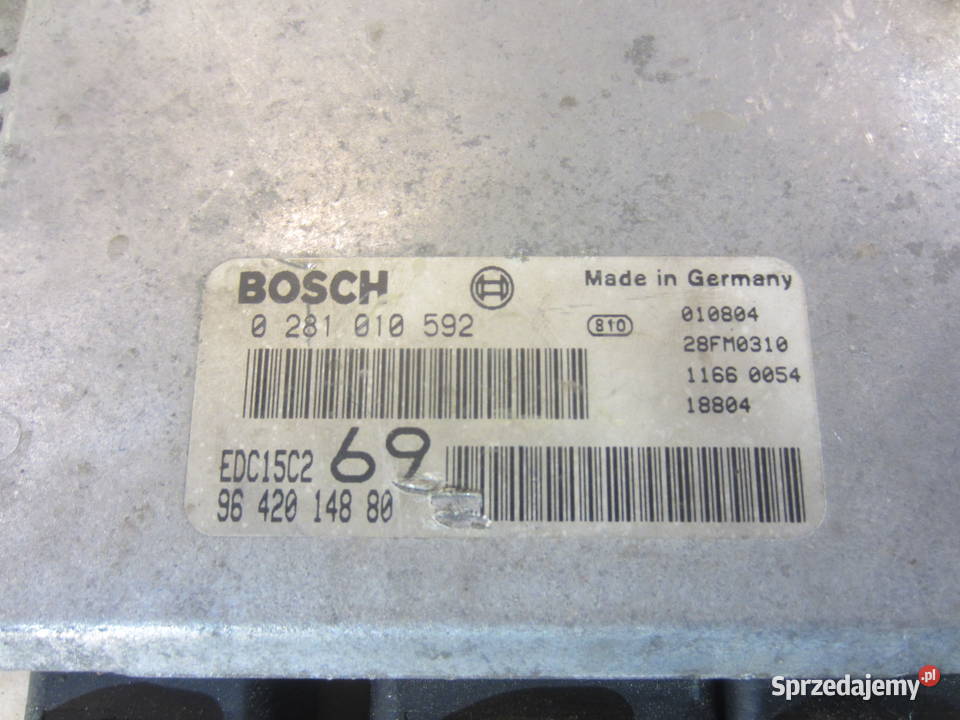 BOSCH
Made in Germany
0 281 010 592
810
010804
28FM0310
1166 0054
18804
EDC15C2 69
96 420 148 80
Sprzedajemy.pl